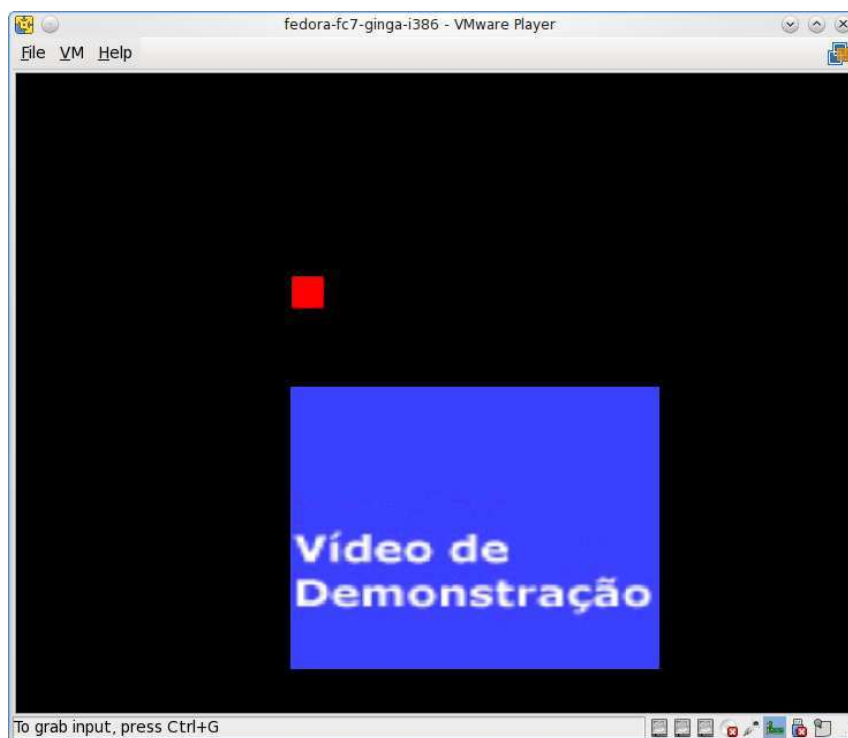 fedora-fc7-ginga-i386 - VMware Player
File VM Help
Vídeo de
Demonstração
To grab input, press Ctrl+G